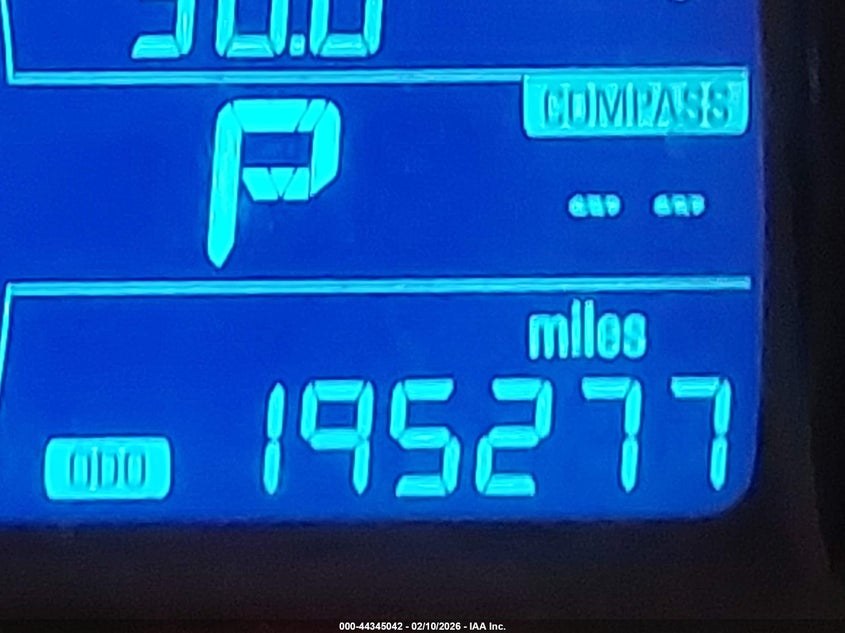 30.0
COMPASS
P
-- --
miles
ODO 195277
000-44345042 - 02/10/2026 - IAA Inc.